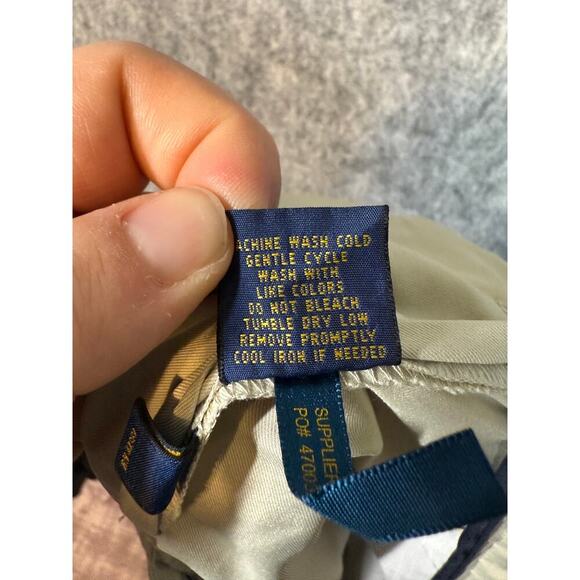 ACHINE WASH COLD
GENTLE CYCLE
WASH WITH
LIKE COLORS
DO NOT BLEACH
TUMBLE DRY LOW
REMOVE PROMPTLY
COOL IRON IF NEEDED
SUPPLIER
PO# 4700